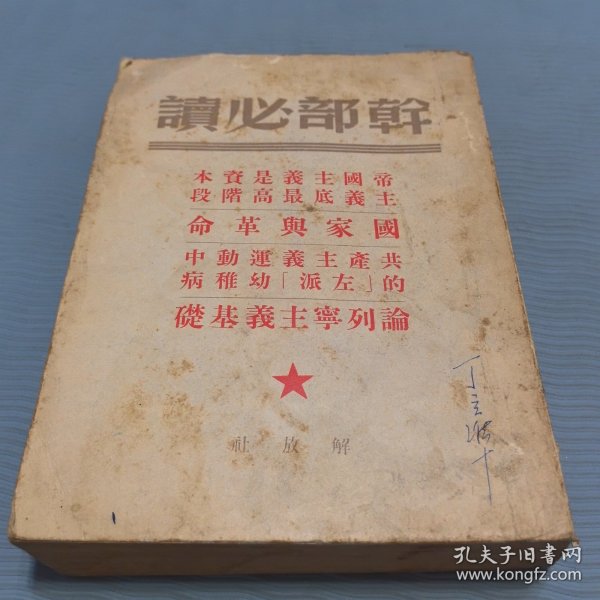 幹部必讀
帝國主義是資本
主義底最高階段
國家與革命
共產主義運動中
的「左派」幼稚病
論列寧主義基礎
解放社
孔夫子旧书网
www.kongfz.com